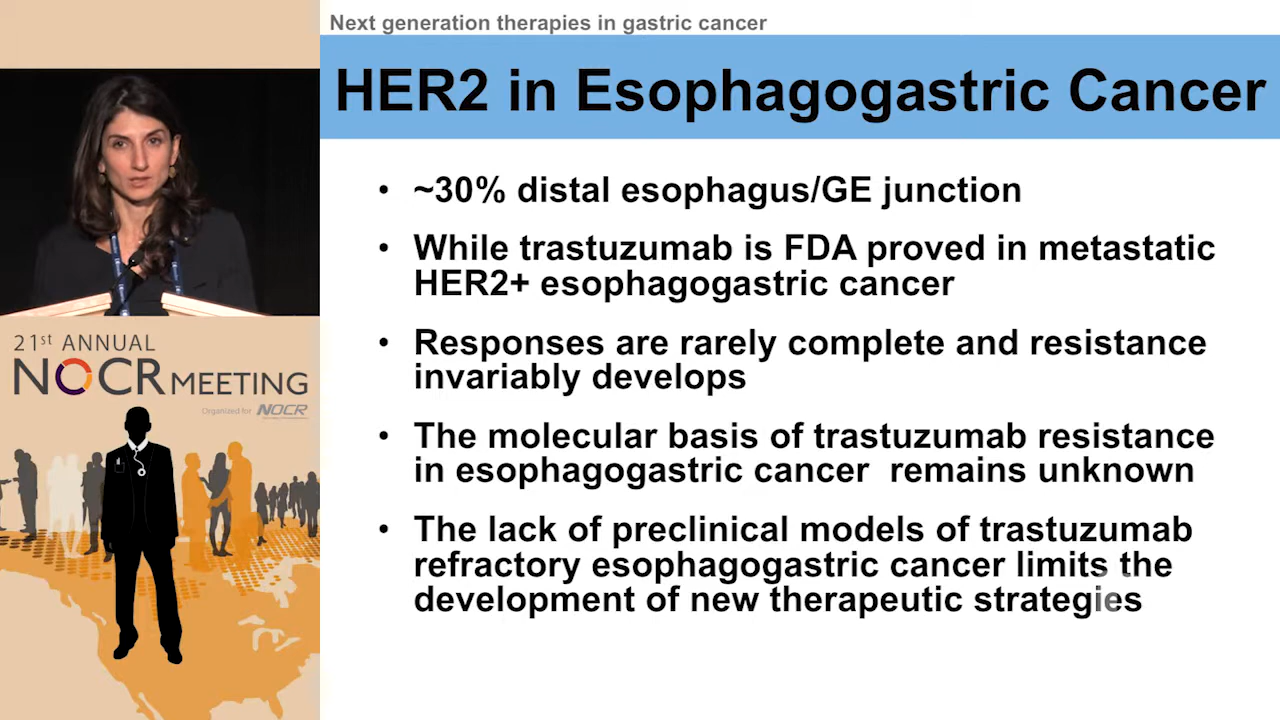 Next generation therapies in gastric cancer
HER2 in Esophagogastric Cancer
• ~30% distal esophagus/GE junction
• While trastuzumab is FDA proved in metastatic
HER2+ esophagogastric cancer
• Responses are rarely complete and resistance
invariably develops
• The molecular basis of trastuzumab resistance
in esophagogastric cancer remains unknown
• The lack of preclinical models of trastuzumab
refractory esophagogastric cancer limits the
development of new therapeutic strategies
21st ANNUAL
NOCR MEETING
Organized for NOCR